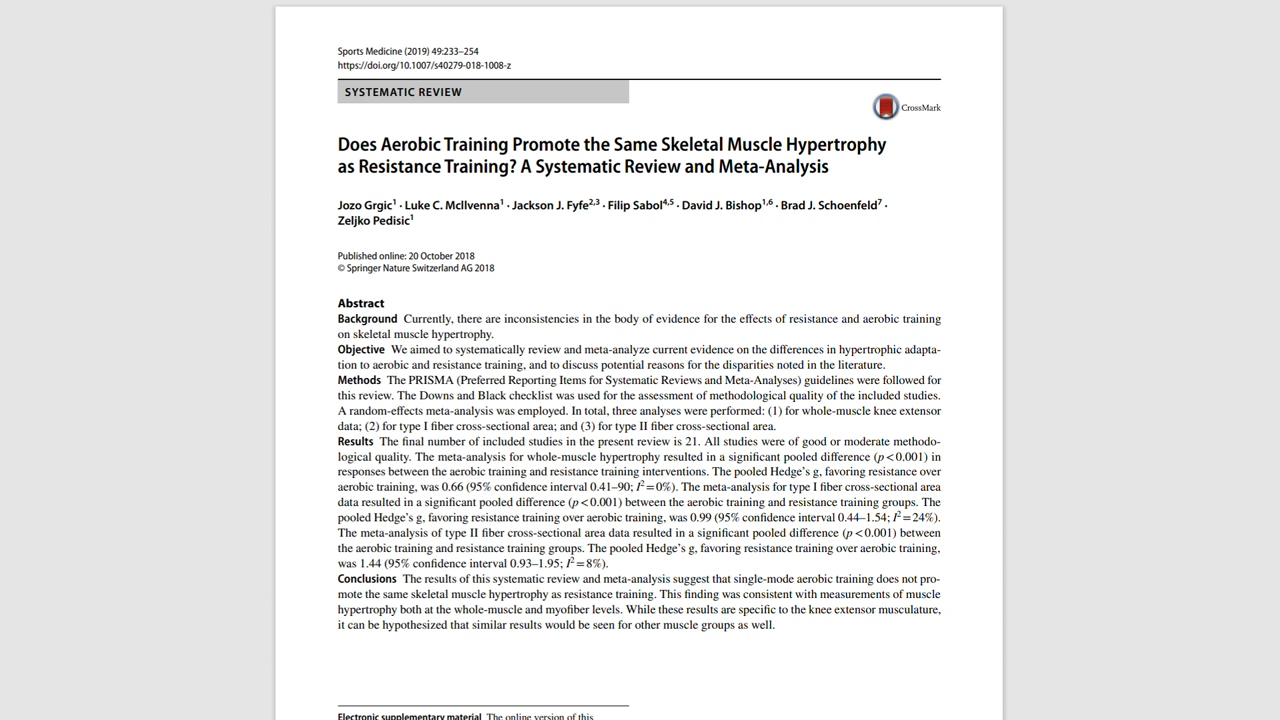 Sports Medicine (2019) 49:233–254
https://doi.org/10.1007/s40279-018-1008-z
SYSTEMATIC REVIEW
CrossMark
Does Aerobic Training Promote the Same Skeletal Muscle Hypertrophy
as Resistance Training? A Systematic Review and Meta-Analysis
Jozo Grgic1 · Luke C. McIlvenna1 · Jackson J. Fyfe2,3 · Filip Sabol4,5 · David J. Bishop1,6 · Brad J. Schoenfeld7 ·
Zeljko Pedisic1
Published online: 20 October 2018
© Springer Nature Switzerland AG 2018
Abstract
Background Currently, there are inconsistencies in the body of evidence for the effects of resistance and aerobic training
on skeletal muscle hypertrophy.
Objective We aimed to systematically review and meta-analyze current evidence on the differences in hypertrophic adapta-
tion to aerobic and resistance training, and to discuss potential reasons for the disparities noted in the literature.
Methods The PRISMA (Preferred Reporting Items for Systematic Reviews and Meta-Analyses) guidelines were followed for
this review. The Downs and Black checklist was used for the assessment of methodological quality of the included studies.
A random-effects meta-analysis was employed. In total, three analyses were performed: (1) for whole-muscle knee extensor
data; (2) for type I fiber cross-sectional area; and (3) for type II fiber cross-sectional area.
Results The final number of included studies in the present review is 21. All studies were of good or moderate methodo-
logical quality. The meta-analysis for whole-muscle hypertrophy resulted in a significant pooled difference (p < 0.001) in
responses between the aerobic training and resistance training interventions. The pooled Hedge's g, favoring resistance over
aerobic training, was 0.66 (95% confidence interval 0.41–90; I2 = 0%). The meta-analysis for type I fiber cross-sectional area
data resulted in a significant pooled difference (p < 0.001) between the aerobic training and resistance training groups. The
pooled Hedge's g, favoring resistance training over aerobic training, was 0.99 (95% confidence interval 0.44–1.54; I2 = 24%).
The meta-analysis of type II fiber cross-sectional area data resulted in a significant pooled difference (p < 0.001) between
the aerobic training and resistance training groups. The pooled Hedge's g, favoring resistance training over aerobic training,
was 1.44 (95% confidence interval 0.93–1.95; I2 = 8%).
Conclusions The results of this systematic review and meta-analysis suggest that single-mode aerobic training does not pro-
mote the same skeletal muscle hypertrophy as resistance training. This finding was consistent with measurements of muscle
hypertrophy both at the whole-muscle and myofiber levels. While these results are specific to the knee extensor musculature,
it can be hypothesized that similar results would be seen for other muscle groups as well.
Electronic supplementary material The online version of this